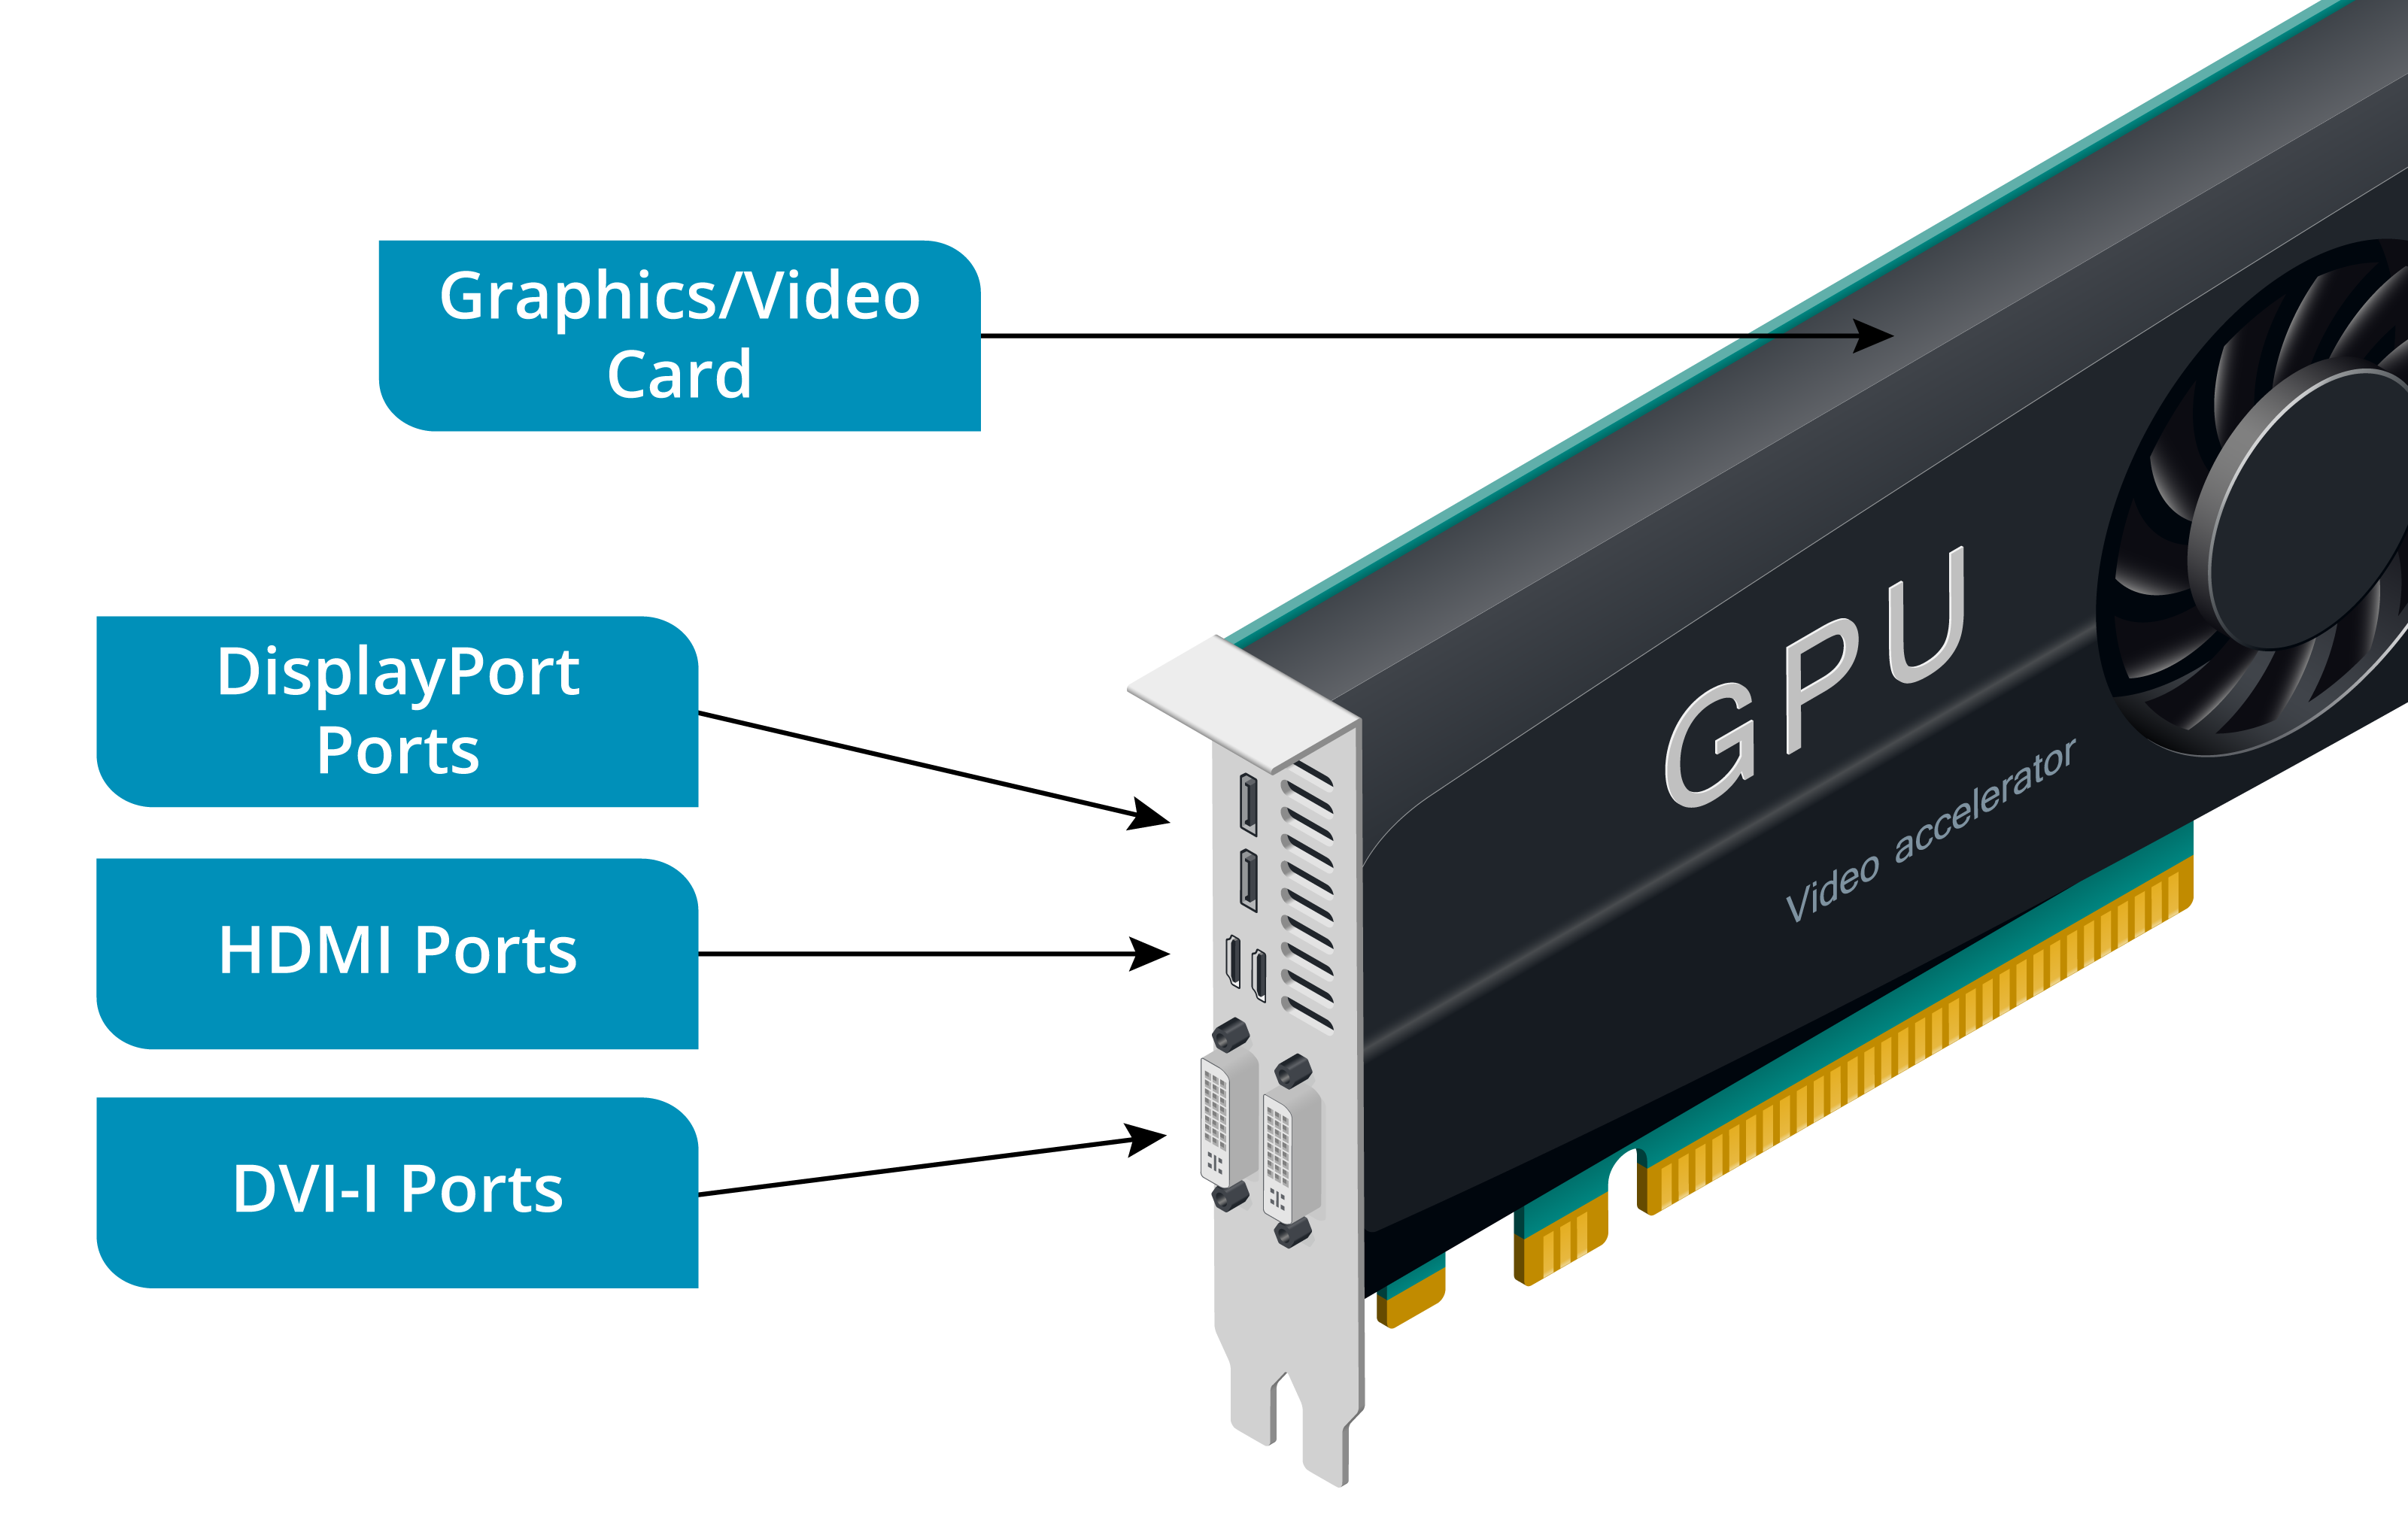 Graphics/Video
Card
DisplayPort
Ports
HDMI Ports
DVI-I Ports
GPU
Video accelerator